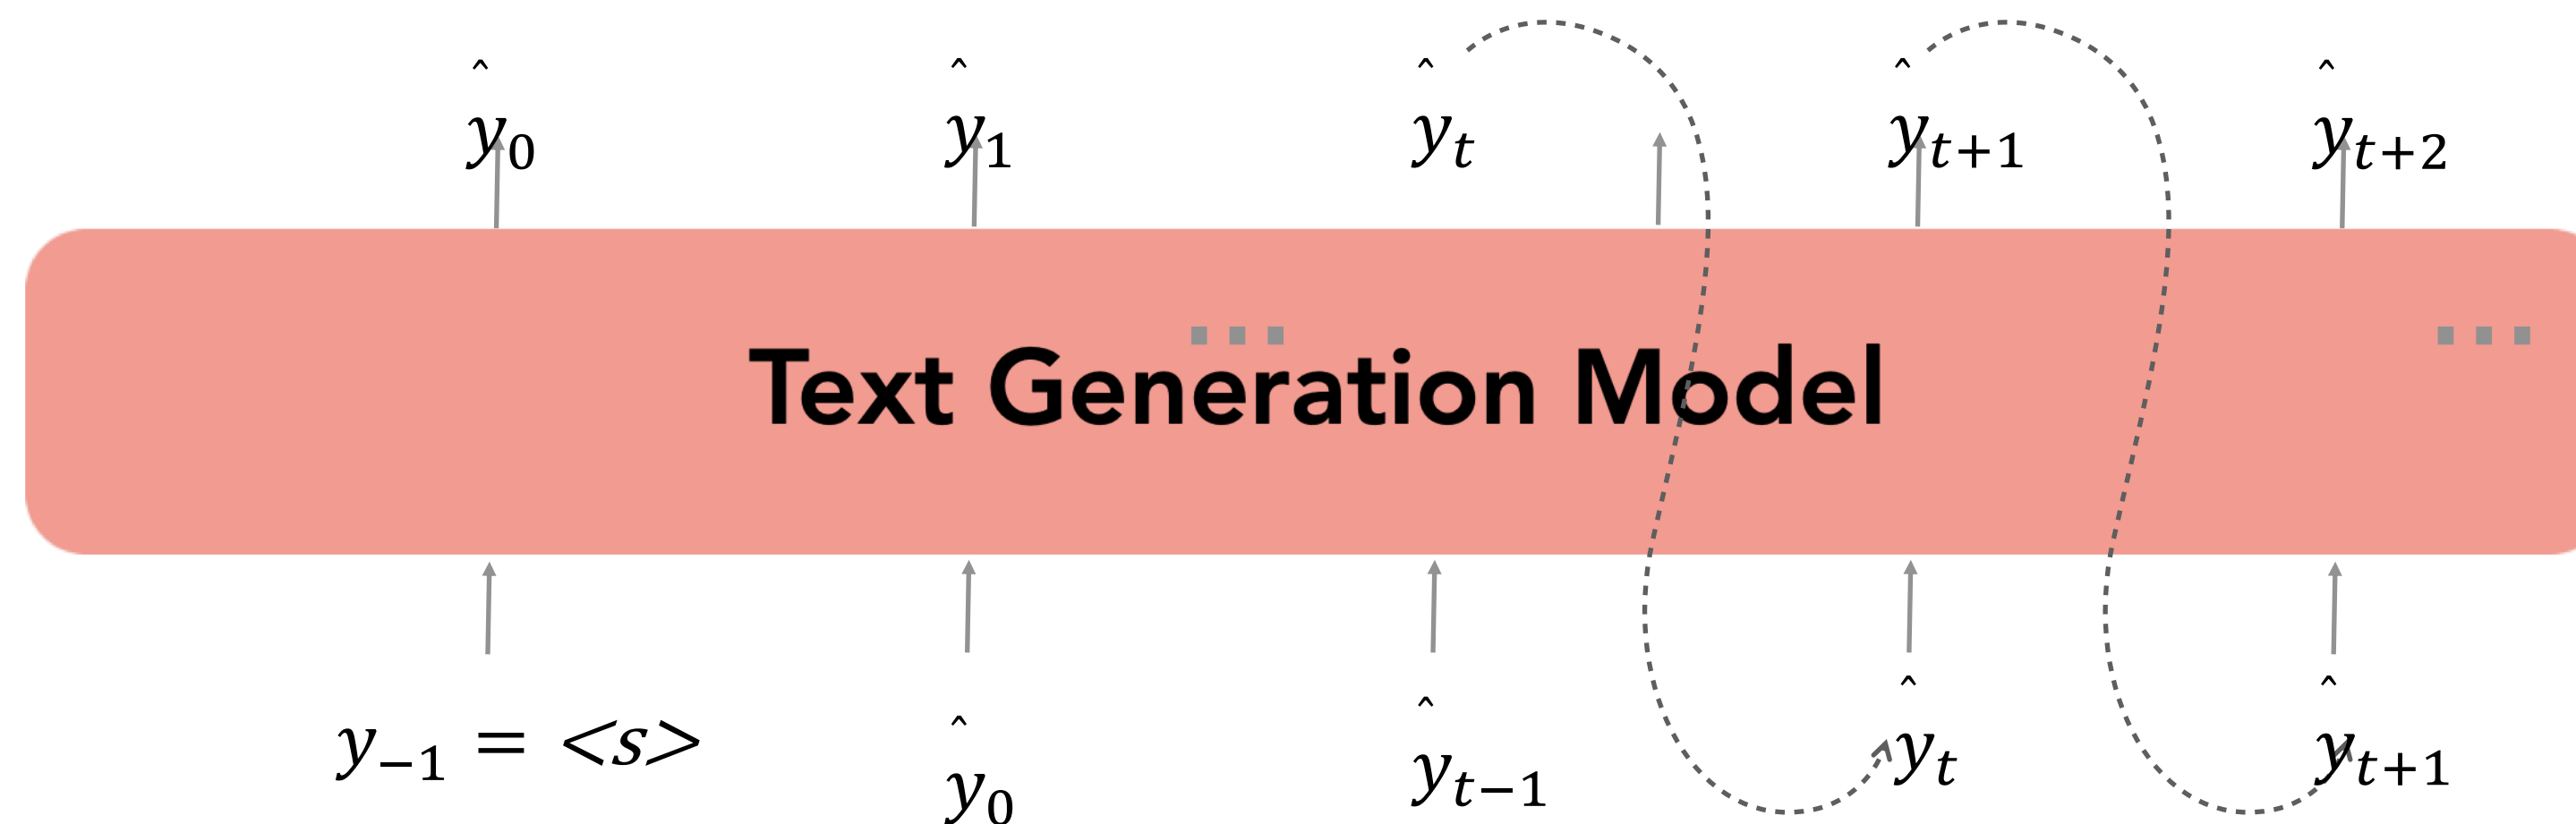 ŷ₀ ŷ₁ ŷₜ ŷₜ₊₁ ŷₜ₊₂
...
...
Text Generation Model
y₋₁ = <s> ŷ₀ ŷₜ₋₁ ŷₜ ŷₜ₊₁